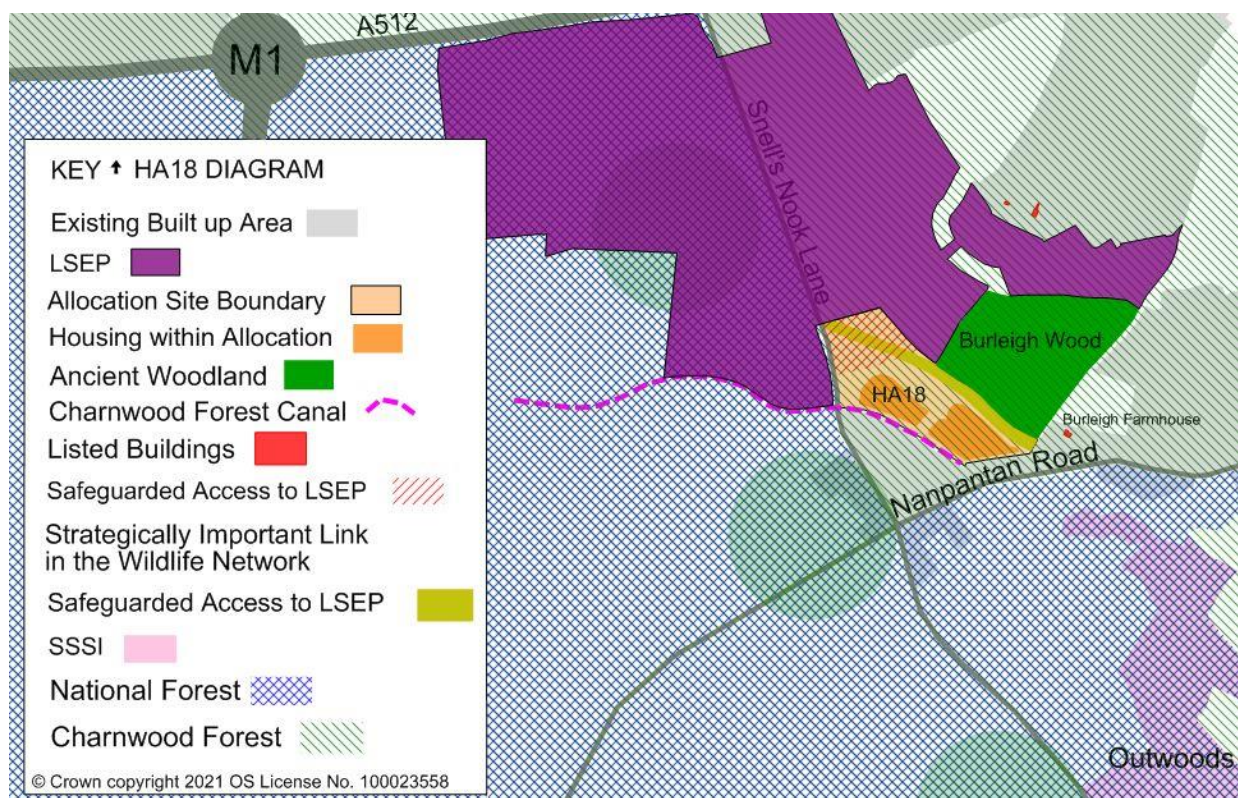 A512
M1
Snell's Nook Lane
KEY HA18 DIAGRAM
Existing Built up Area
LSEP
Allocation Site Boundary
Housing within Allocation
Ancient Woodland
Charnwood Forest Canal
Listed Buildings
Safeguarded Access to LSEP
Strategically Important Link
in the Wildlife Network
Safeguarded Access to LSEP
SSSI
National Forest
Charnwood Forest
© Crown copyright 2021 OS License No. 100023558
Burleigh Wood
HA18
Burleigh Farmhouse
Nanpantan Road
Outwoods